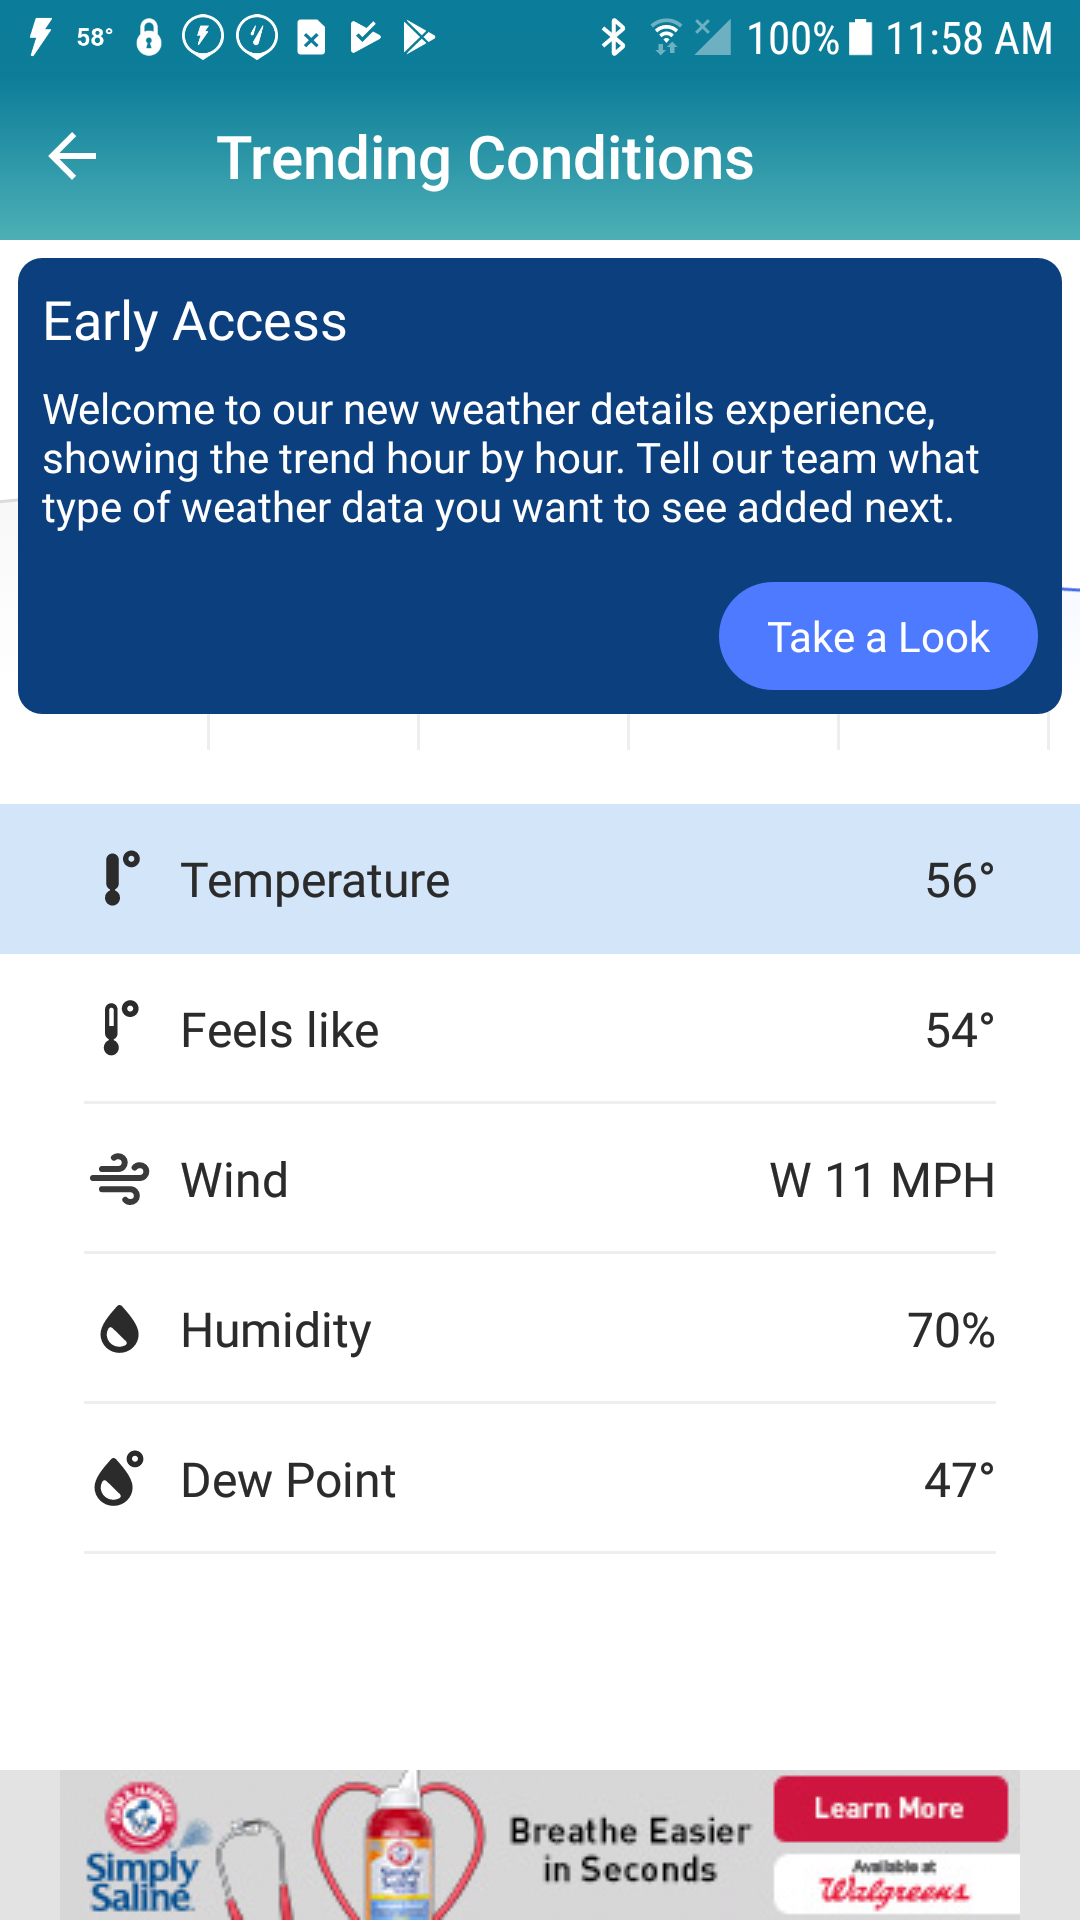 58° 100% 11:58 AM
Trending Conditions
Early Access
Welcome to our new weather details experience,
showing the trend hour by hour. Tell our team what
type of weather data you want to see added next.
Take a Look
Temperature 56°
Feels like 54°
Wind W 11 MPH
Humidity 70%
Dew Point 47°
Simply
Saline
Breathe Easier
in Seconds
Learn More
Available at
Walgreens